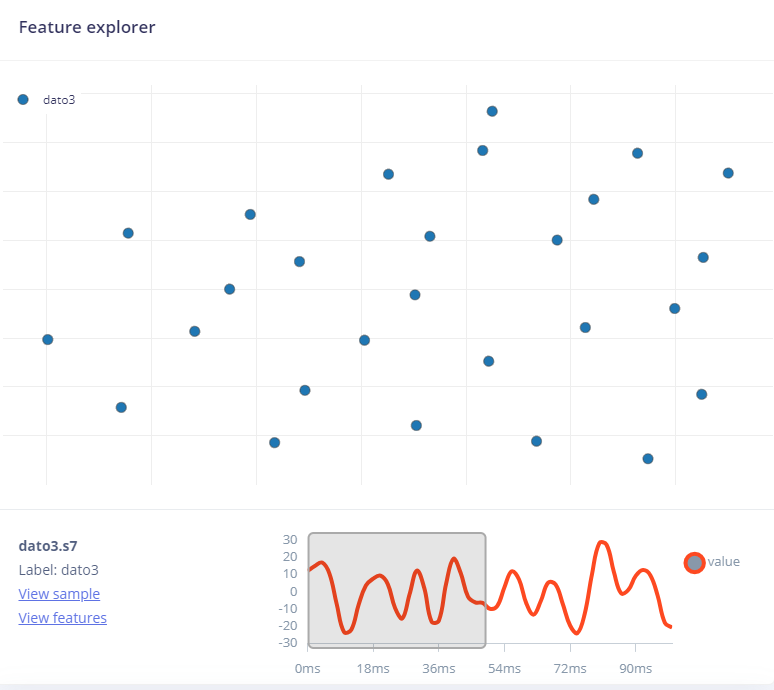 Feature explorer
dato3
dato3.s7
Label: dato3
View sample
View features
30
20
10
0
-10
-20
-30
0ms 18ms 36ms 54ms 72ms 90ms
value